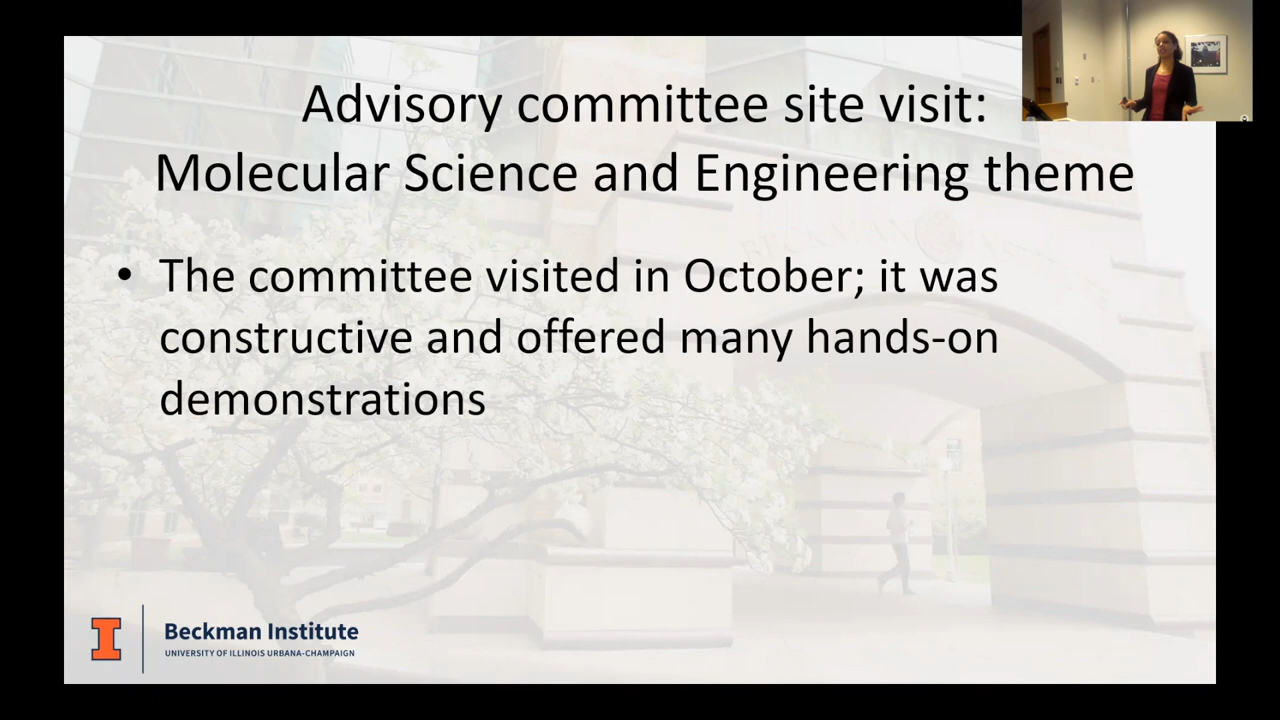 Advisory committee site visit:
Molecular Science and Engineering theme
• The committee visited in October; it was
constructive and offered many hands-on
demonstrations
I
Beckman Institute
UNIVERSITY OF ILLINOIS URBANA-CHAMPAIGN